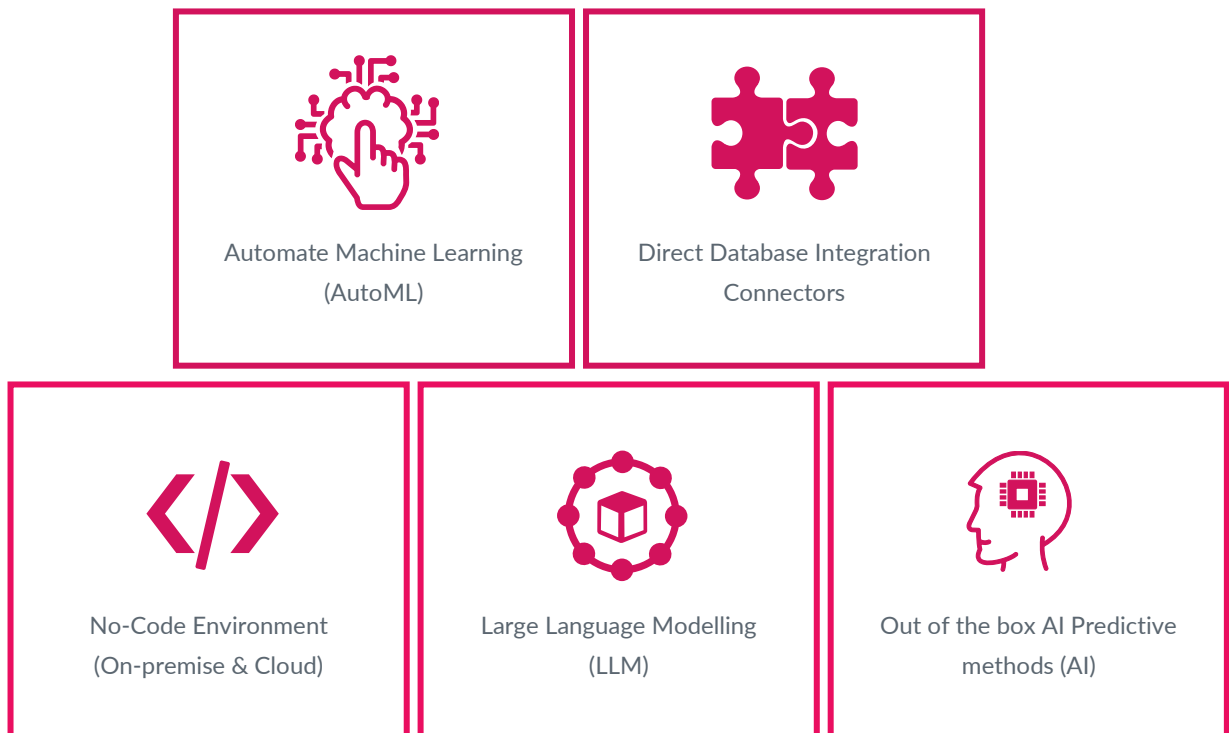 Automate Machine Learning
(AutoML)
Direct Database Integration
Connectors
No-Code Environment
(On-premise & Cloud)
Large Language Modelling
(LLM)
Out of the box AI Predictive
methods (AI)